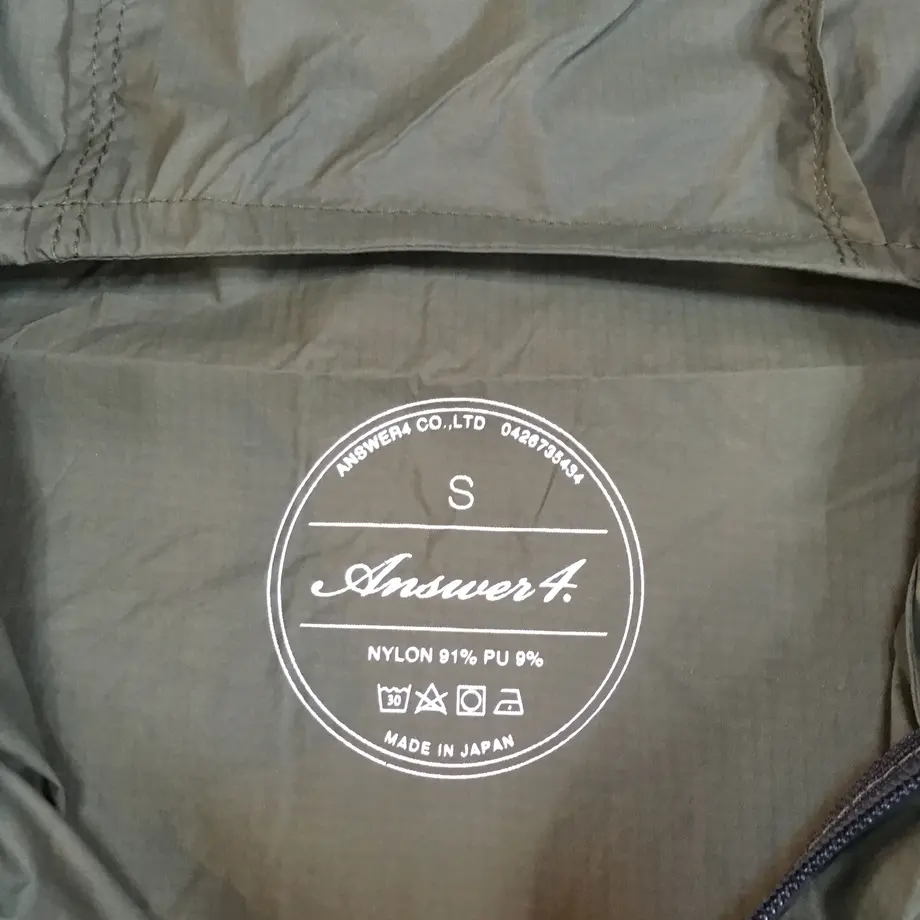 ANSWER4 CO.,LTD 0426735434
S
Answer4.
NYLON 91% PU 9%
30
MADE IN JAPAN